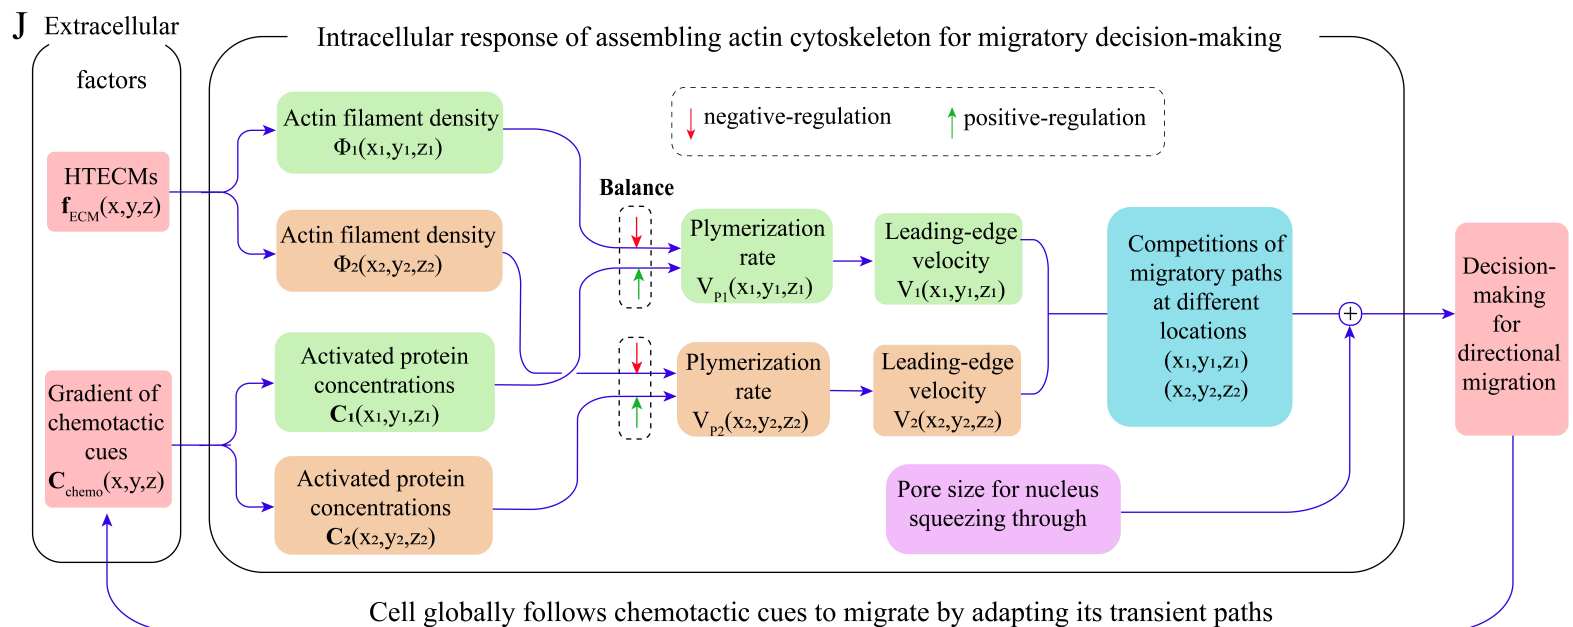 J
Extracellular
factors
Intracellular response of assembling actin cytoskeleton for migratory decision-making
HTECMs
f_ECM(x,y,z)
Gradient of
chemotactic
cues
C_chemo(x,y,z)
Actin filament density
Φ₁(x₁,y₁,z₁)
Actin filament density
Φ₂(x₂,y₂,z₂)
Activated protein
concentrations
C₁(x₁,y₁,z₁)
Activated protein
concentrations
C₂(x₂,y₂,z₂)
negative-regulation
positive-regulation
Balance
Plymerization
rate
V_P1(x₁,y₁,z₁)
Leading-edge
velocity
V₁(x₁,y₁,z₁)
Plymerization
rate
V_P2(x₂,y₂,z₂)
Leading-edge
velocity
V₂(x₂,y₂,z₂)
Competitions of
migratory paths
at different
locations
(x₁,y₁,z₁)
(x₂,y₂,z₂)
Pore size for nucleus
squeezing through
+
Decision-
making
for
directional
migration
Cell globally follows chemotactic cues to migrate by adapting its transient paths